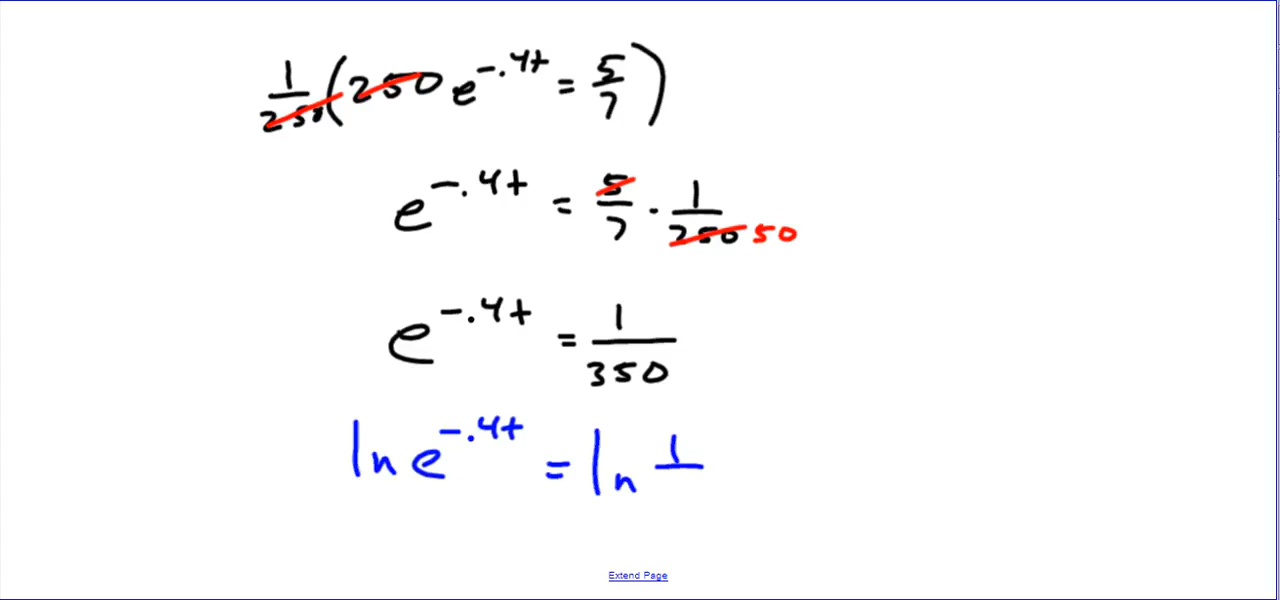 1/250 (250 e^-.4t = 5/7)
e^-.4t = 5/7 · 1/250 50
e^-.4t = 1/350
ln e^-.4t = ln 1/
Extend Page